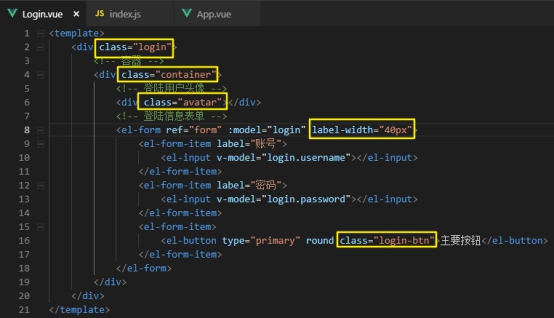 Login.vue × index.js App.vue
1 <template>
2 <div class="login">
3 <!-- 容器 -->
4 <div class="container">
5 <!-- 登陆用户头像 -->
6 <div class="avatar"></div>
7 <!-- 登陆信息表单 -->
8 <el-form ref="form" :model="login" label-width="40px">
9 <el-form-item label="账号">
10 <el-input v-model="login.username"></el-input>
11 </el-form-item>
12 <el-form-item label="密码">
13 <el-input v-model="login.password"></el-input>
14 </el-form-item>
15 <el-form-item>
16 <el-button type="primary" round class="login-btn">主要按钮</el-button>
17 </el-form-item>
18 </el-form>
19 </div>
20 </div>
21 </template>